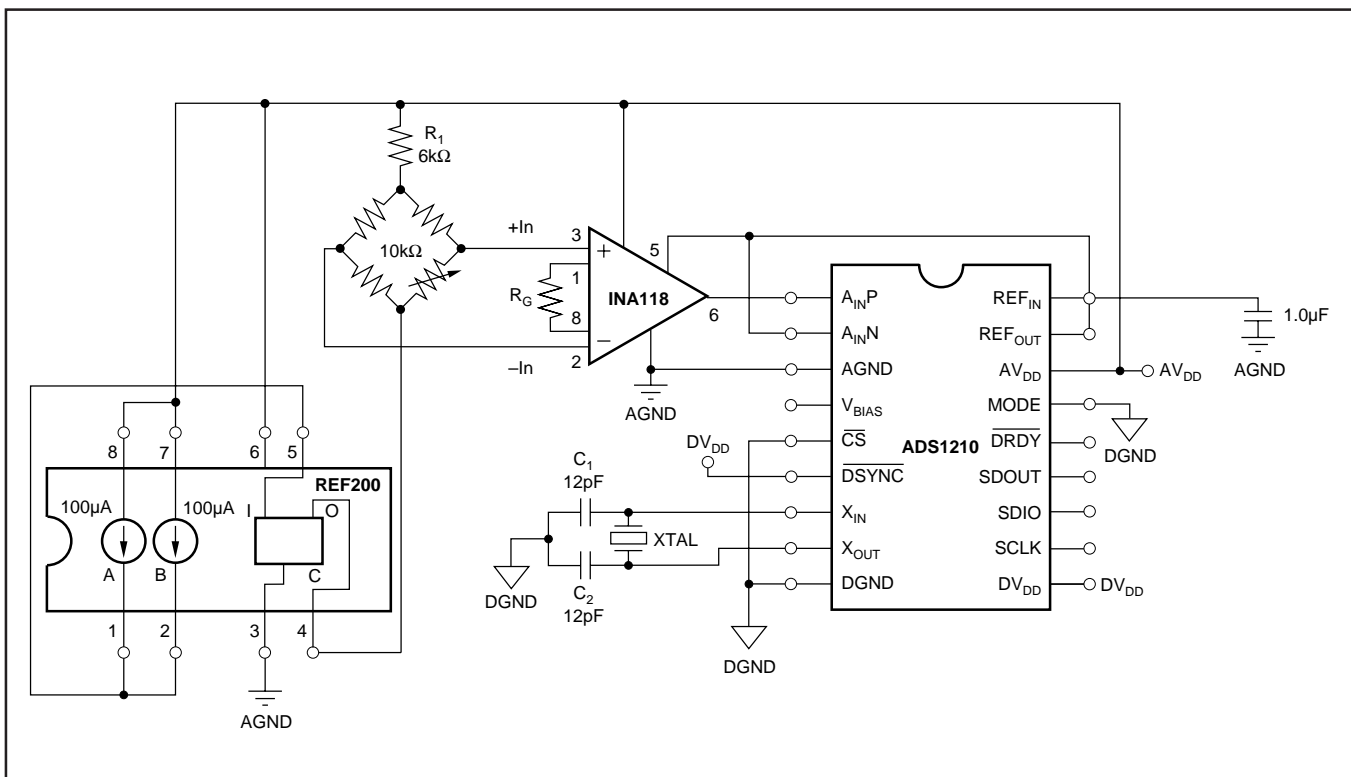 R1
6kΩ
10kΩ
+In
–In
3
1
RG
8
2
5
6
+
–
INA118
AGND
AINP
AINN
AGND
VBIAS
CS
DSYNC
XIN
XOUT
DGND
ADS1210
REFIN
REFOUT
AVDD
MODE
DRDY
SDOUT
SDIO
SCLK
DVDD
1.0µF
AGND
AVDD
DGND
DVDD
DVDD
C1
12pF
XTAL
C2
12pF
DGND
DGND
8
7
6
5
REF200
100µA
100µA
I
O
A
B
C
1
2
3
4
AGND